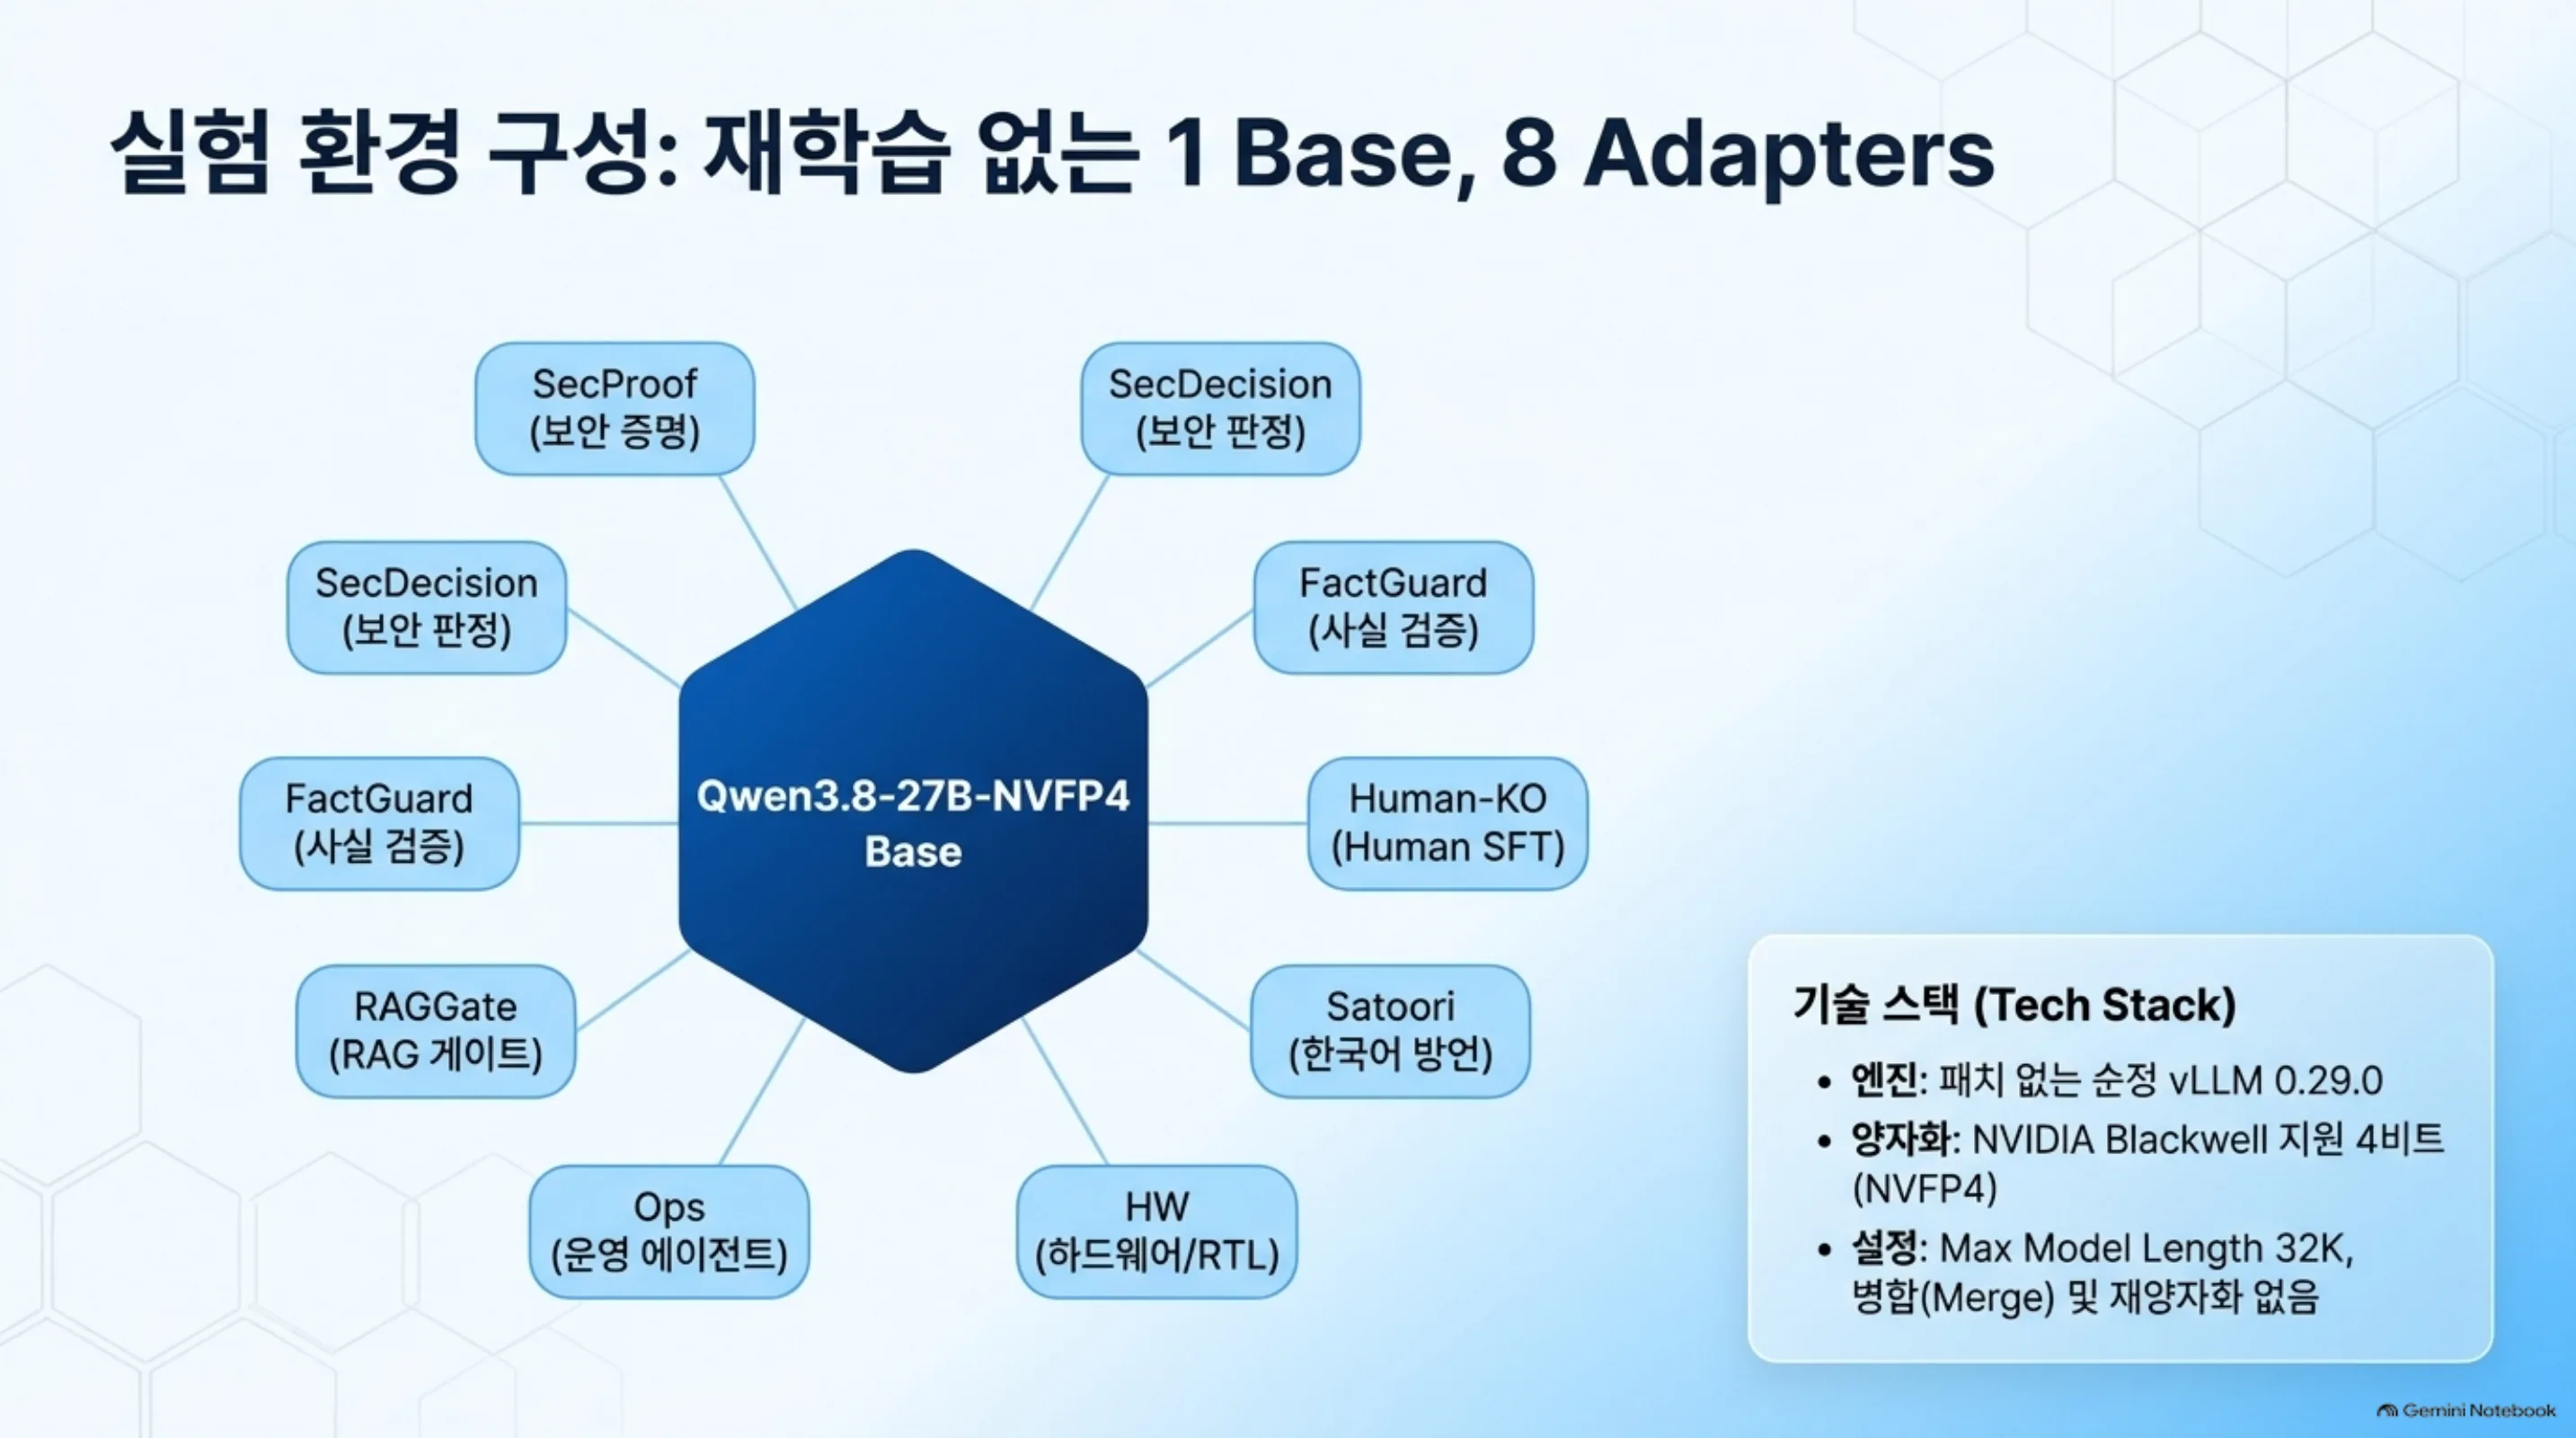 실험 환경 구성: 재학습 없는 1 Base, 8 Adapters
SecProof
(보안 증명)
SecDecision
(보안 판정)
SecDecision
(보안 판정)
FactGuard
(사실 검증)
FactGuard
(사실 검증)
Qwen3.8-27B-NVFP4
Base
Human-KO
(Human SFT)
RAGGate
(RAG 게이트)
Satoori
(한국어 방언)
Ops
(운영 에이전트)
HW
(하드웨어/RTL)
기술 스택 (Tech Stack)
• 엔진: 패치 없는 순정 vLLM 0.29.0
• 양자화: NVIDIA Blackwell 지원 4비트
(NVFP4)
• 설정: Max Model Length 32K,
병합(Merge) 및 재양자화 없음
Gemini Notebook